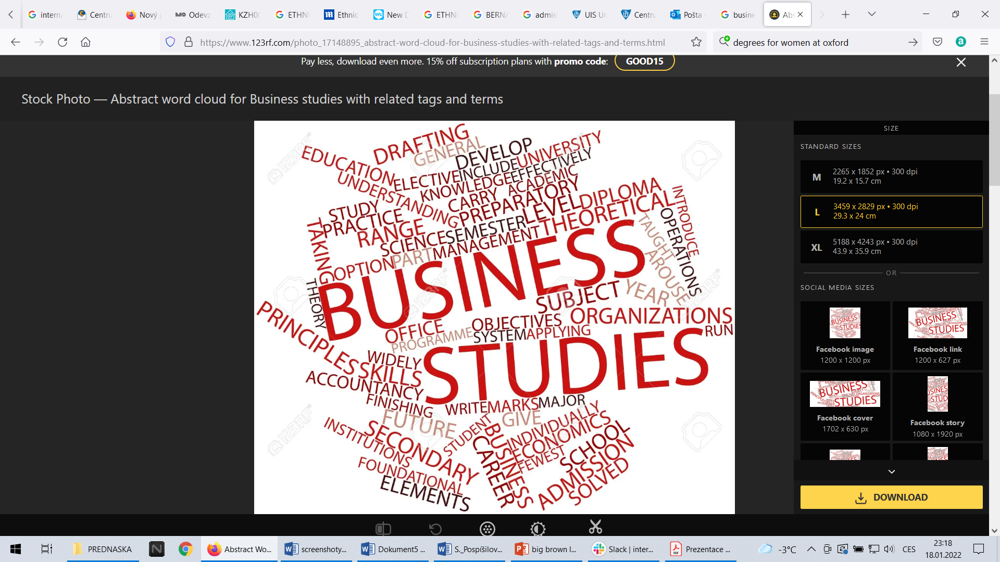 intern
Centru
Nový
Odevz
KZH0
ETHNI
Ethnic
New D
ETHNI
BERNA
admis
UIS Un
Centru
Pošta
busine
Abs
https://www.123rf.com/photo_17148895_abstract-word-cloud-for-business-studies-with-related-tags-and-terms.html
degrees for women at oxford
Pay less, download even more. 15% off subscription plans with promo code: GOOD15
Stock Photo — Abstract word cloud for Business studies with related tags and terms
DRAFTING
GENERAL
DEVELOP
UNIVERSITY
EDUCATION
ELECTIVE
INCLUDE
EFFECTIVELY
UNDERSTANDING
KNOWLEDGE
ACADEMIC
CARRY
PREPARATORY
STUDY
PRACTICE
RANGE
LEVEL
DIPLOMA
THEORETICAL
INTRODUCE
OPERATIONS
TAUGHT
AROUSE
TAKING
SCIENCE
SEMESTER
MANAGEMENT
OPTION
PART
BUSINESS
THEORY
SUBJECT
YEAR
PRINCIPLES
OFFICE
OBJECTIVES
ORGANIZATIONS
PROGRAMME
SYSTEM
APPLYING
RUN
STUDIES
WIDELY
SKILLS
ACCOUNTANCY
FINISHING
WRITE
MARKS
MAJOR
FUTURE
GIVE
INSTITUTIONS
SECONDARY
STUDENT
BUSINESS
CAREER
INDIVIDUALLY
ECONOMICS
FEWEST
SCHOOL
ADMISSION
SOLVED
FOUNDATIONAL
ELEMENTS
@123RF
@123RF
@123RF
@123RF
SIZE
STANDARD SIZES
M
2265 x 1852 px • 300 dpi
19.2 x 15.7 cm
L
3459 x 2829 px • 300 dpi
29.3 x 24 cm
XL
5188 x 4243 px • 300 dpi
43.9 x 35.9 cm
OR
SOCIAL MEDIA SIZES
Facebook image
1200 x 1200 px
Facebook link
1200 x 627 px
Facebook cover
1702 x 630 px
Facebook story
1080 x 1920 px
DOWNLOAD
PREDNASKA
Abstract Wo...
screenshoty...
Dokument5 ...
S._Pospíšilov...
big brown l...
Slack | inter...
Prezentace ...
-3°C
CES
23:18
18.01.2022